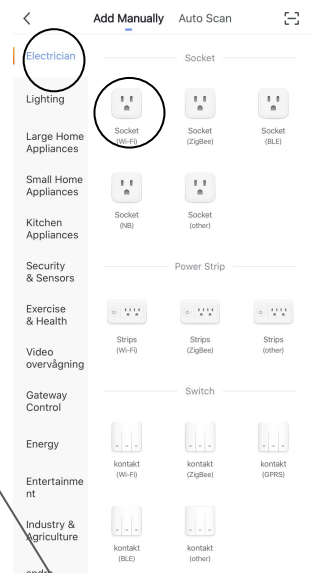 Add Manually Auto Scan
Electrician
Lighting
Large Home
Appliances
Small Home
Appliances
Kitchen
Appliances
Security
& Sensors
Exercise
& Health
Video
overvågning
Gateway
Control
Energy
Entertainme
nt
Industry &
Agriculture
Socket
Socket
(Wi-Fi)
Socket
(ZigBee)
Socket
(BLE)
Socket
(NB)
Socket
(other)
Power Strip
Strips
(Wi-Fi)
Strips
(ZigBee)
Strips
(other)
Switch
kontakt
(Wi-Fi)
kontakt
(ZigBee)
kontakt
(GPRS)
kontakt
(BLE)
kontakt
(other)